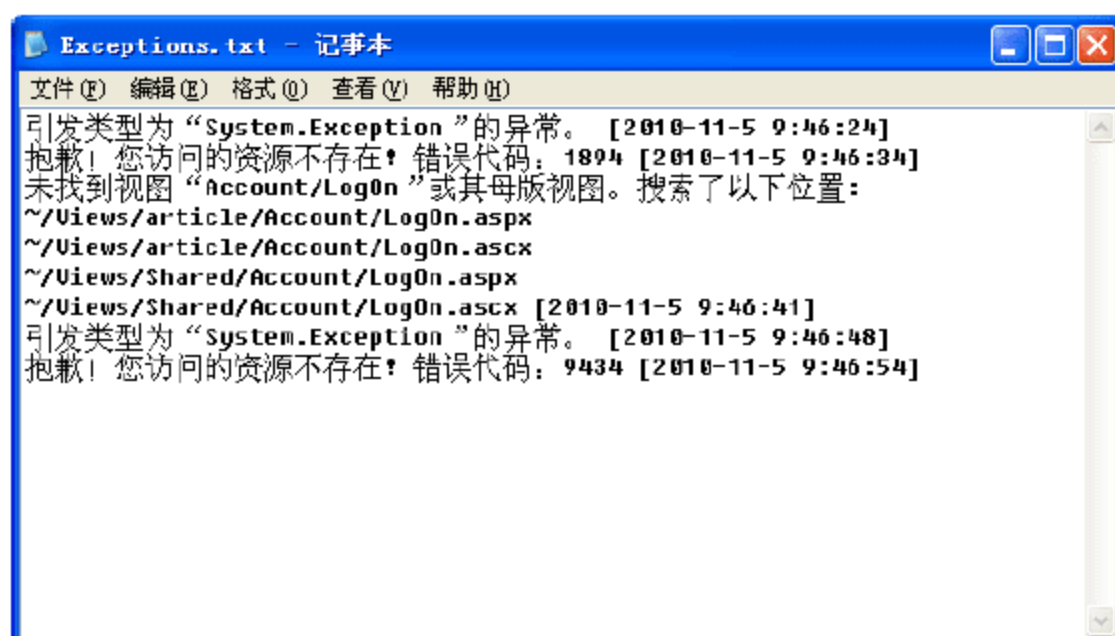 Exceptions.txt - 记事本
文件(F) 编辑(E) 格式(O) 查看(V) 帮助(H)
引发类型为“System.Exception”的异常。 [2010-11-5 9:46:24]
抱歉! 您访问的资源不存在! 错误代码: 1894 [2010-11-5 9:46:34]
未找到视图“Account/LogOn”或其母版视图。搜索了以下位置:
~/Views/article/Account/LogOn.aspx
~/Views/article/Account/LogOn.ascx
~/Views/Shared/Account/LogOn.aspx
~/Views/Shared/Account/LogOn.ascx [2010-11-5 9:46:41]
引发类型为“System.Exception”的异常。 [2010-11-5 9:46:48]
抱歉! 您访问的资源不存在! 错误代码: 9434 [2010-11-5 9:46:54]